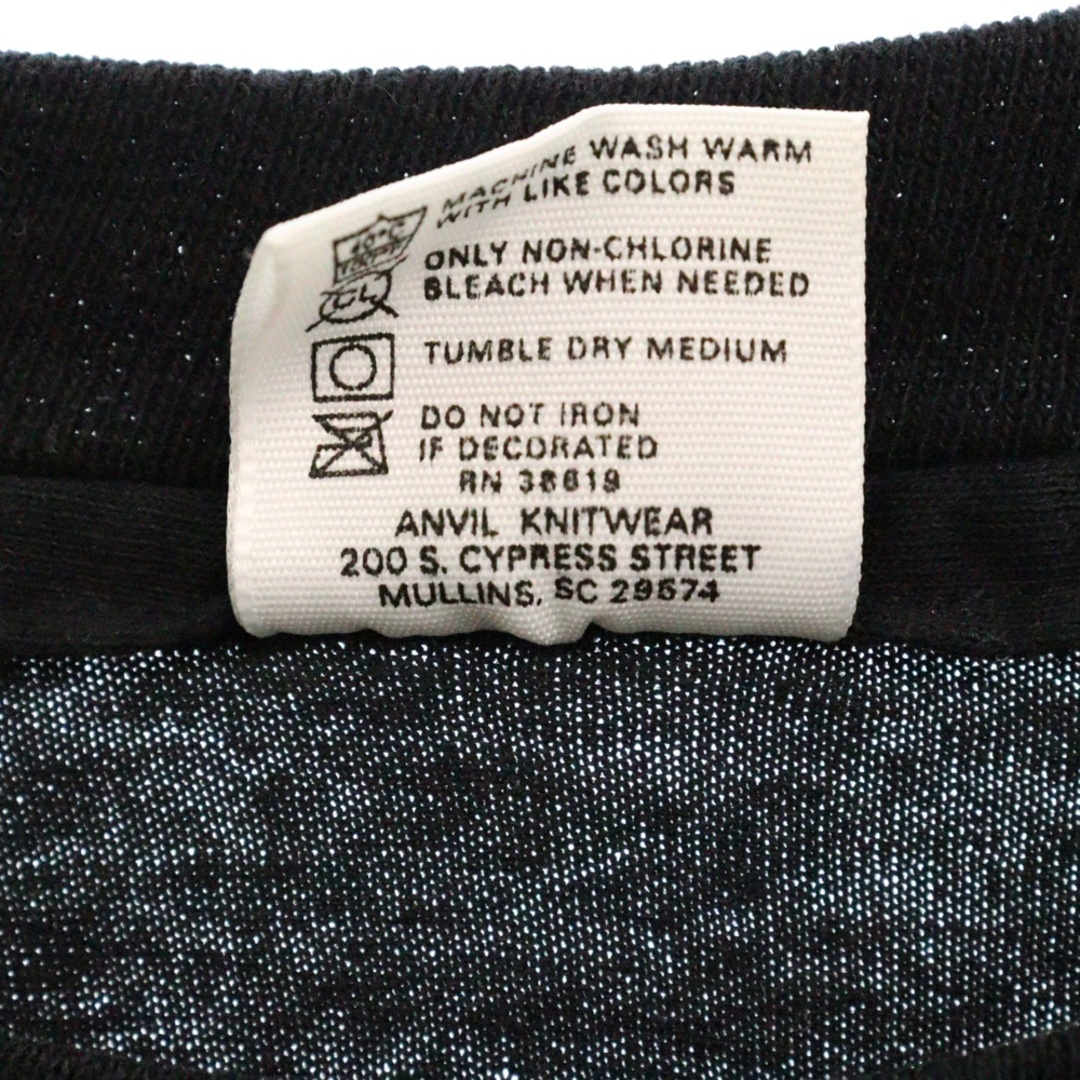 MACHINE WASH WARM
WITH LIKE COLORS
40°C
CL
ONLY NON-CHLORINE
BLEACH WHEN NEEDED
TUMBLE DRY MEDIUM
DO NOT IRON
IF DECORATED
RN 38619
ANVIL KNITWEAR
200 S. CYPRESS STREET
MULLINS, SC 29574